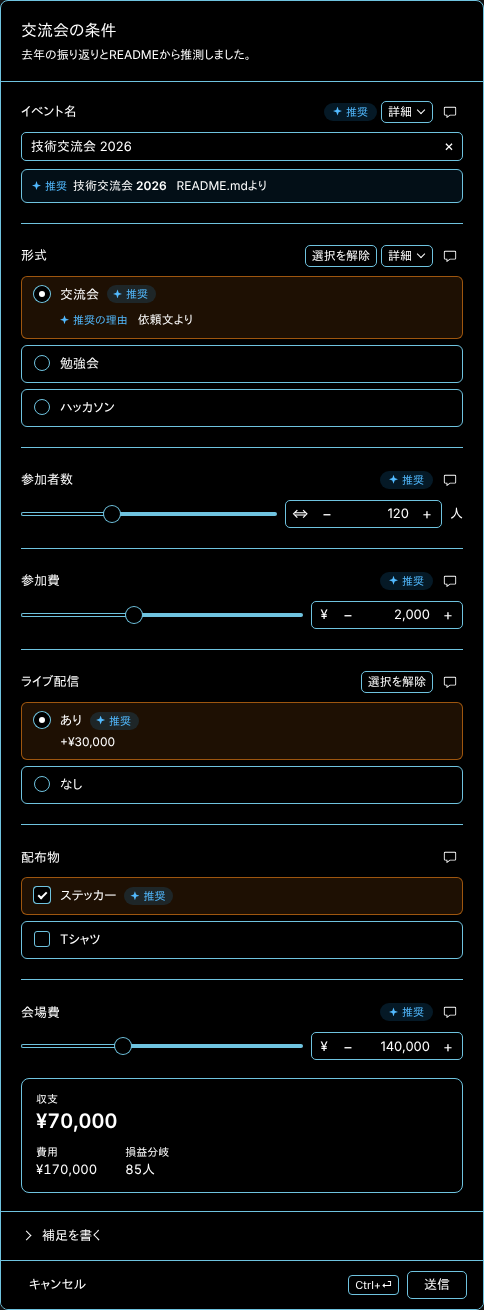 交流会の条件
去年の振り返りとREADMEから推測しました。
イベント名 推奨 詳細
技術交流会 2026 ×
推奨 技術交流会 2026 README.mdより
形式 選択を解除 詳細
交流会 推奨
推奨の理由 依頼文より
勉強会
ハッカソン
参加者数 推奨
− 120 + 人
参加費 推奨
¥ − 2,000 +
ライブ配信 選択を解除
あり 推奨
+¥30,000
なし
配布物
ステッカー 推奨
Tシャツ
会場費 推奨
¥ − 140,000 +
収支
¥70,000
費用 損益分岐
¥170,000 85人
補足を書く
キャンセル Ctrl+⏎ 送信